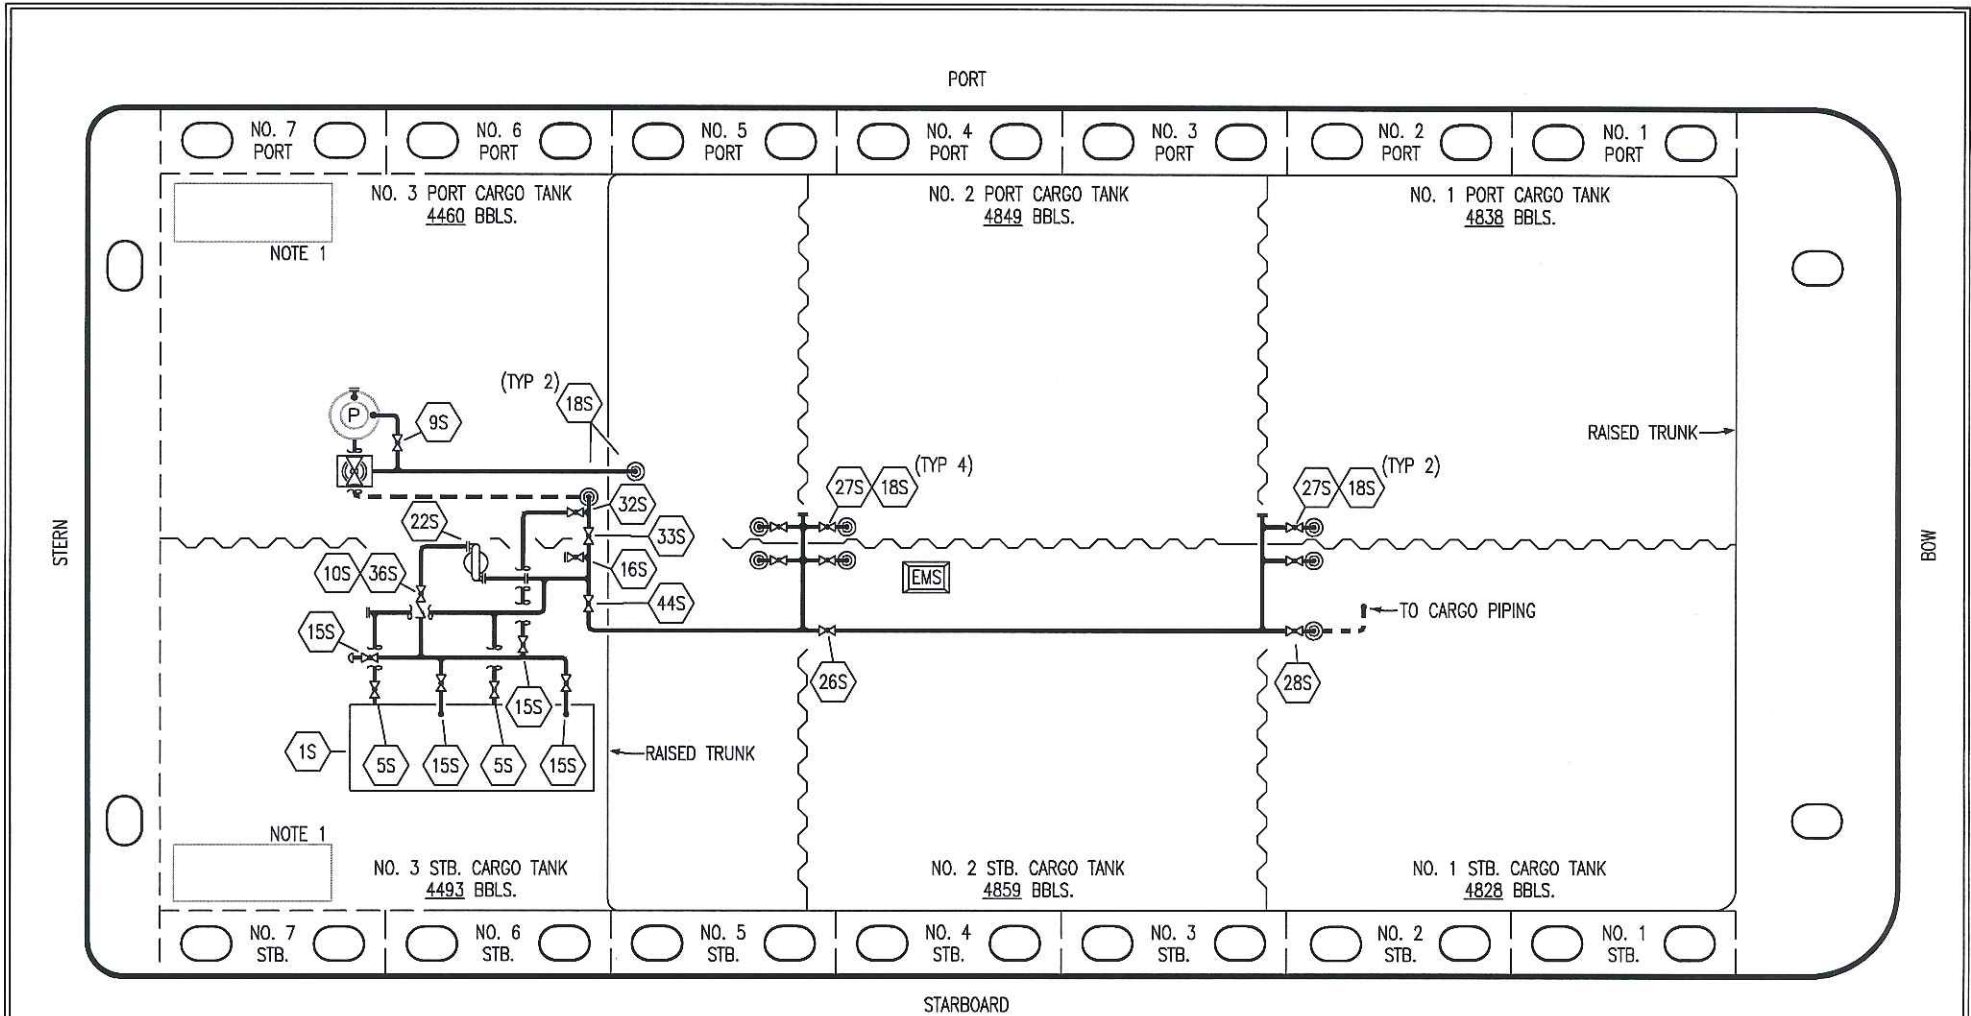 PORT
NO. 7
PORT
NO. 6
PORT
NO. 5
PORT
NO. 4
PORT
NO. 3
PORT
NO. 2
PORT
NO. 1
PORT
NO. 3 PORT CARGO TANK
4460 BBLS.
NO. 2 PORT CARGO TANK
4849 BBLS.
NO. 1 PORT CARGO TANK
4838 BBLS.
NOTE 1
(TYP 2)
18S
P
9S
RAISED TRUNK
27S 18S (TYP 4)
27S 18S (TYP 2)
32S
22S
33S
STERN
BOW
10S 36S
16S
EMS
44S
TO CARGO PIPING
15S
26S
28S
15S
1S
5S 15S 5S 15S
RAISED TRUNK
NOTE 1
NO. 3 STB. CARGO TANK
4493 BBLS.
NO. 2 STB. CARGO TANK
4859 BBLS.
NO. 1 STB. CARGO TANK
4828 BBLS.
NO. 7
STB.
NO. 6
STB.
NO. 5
STB.
NO. 4
STB.
NO. 3
STB.
NO. 2
STB.
NO. 1
STB.
STARBOARD